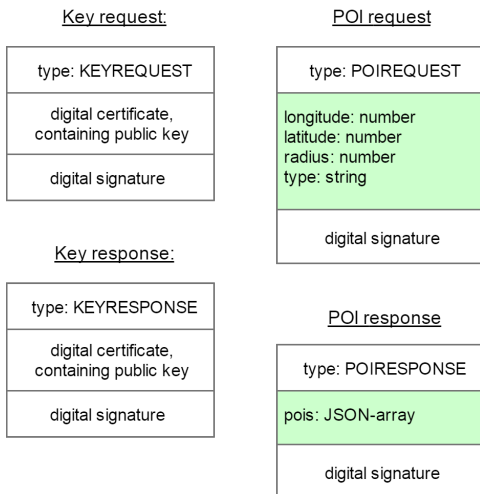 Key request:
type: KEYREQUEST
digital certificate,
containing public key
digital signature
Key response:
type: KEYRESPONSE
digital certificate,
containing public key
digital signature
POI request
type: POIREQUEST
longitude: number
latitude: number
radius: number
type: string
digital signature
POI response
type: POIRESPONSE
pois: JSON-array
digital signature